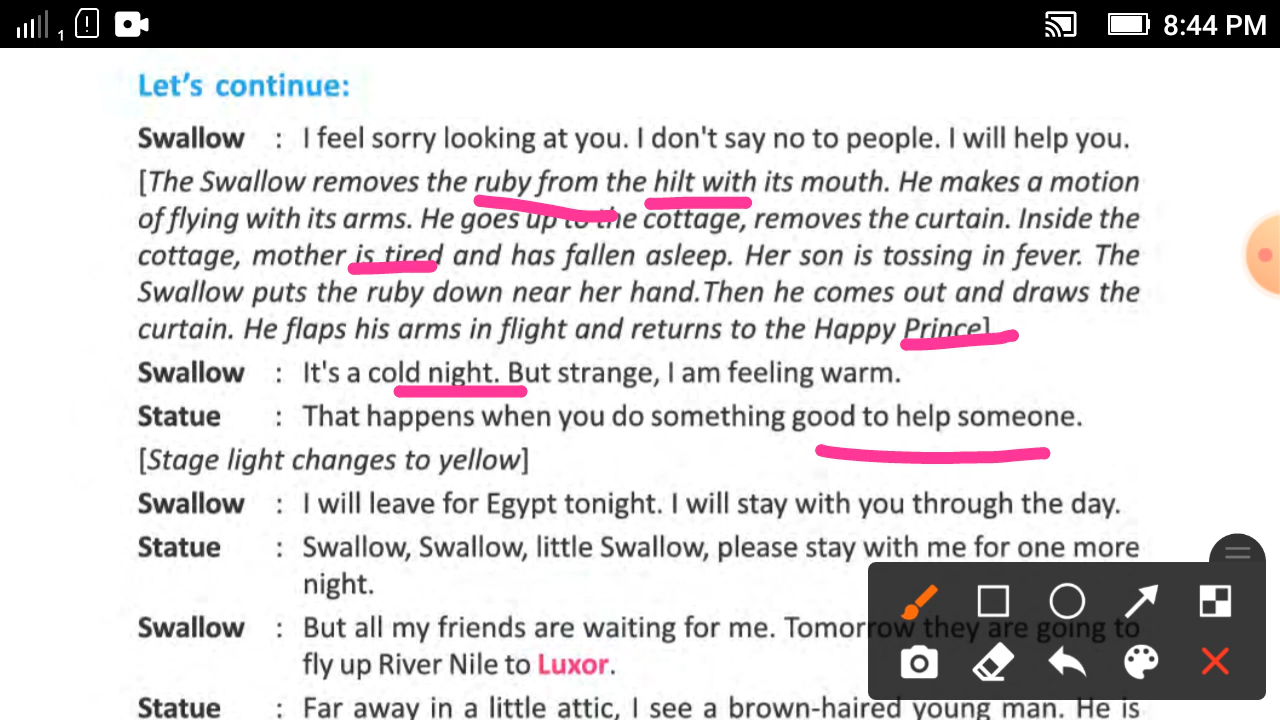 1 8:44 PM
Let's continue:
Swallow : I feel sorry looking at you. I don't say no to people. I will help you.
[The Swallow removes the ruby from the hilt with its mouth. He makes a motion
of flying with its arms. He goes up to the cottage, removes the curtain. Inside the
cottage, mother is tired and has fallen asleep. Her son is tossing in fever. The
Swallow puts the ruby down near her hand.Then he comes out and draws the
curtain. He flaps his arms in flight and returns to the Happy Prince]
Swallow : It's a cold night. But strange, I am feeling warm.
Statue : That happens when you do something good to help someone.
[Stage light changes to yellow]
Swallow : I will leave for Egypt tonight. I will stay with you through the day.
Statue : Swallow, Swallow, little Swallow, please stay with me for one more
night.
Swallow : But all my friends are waiting for me. Tomorrow they are going to
fly up River Nile to Luxor.
Statue : Far away in a little attic, I see a brown-haired young man. He is